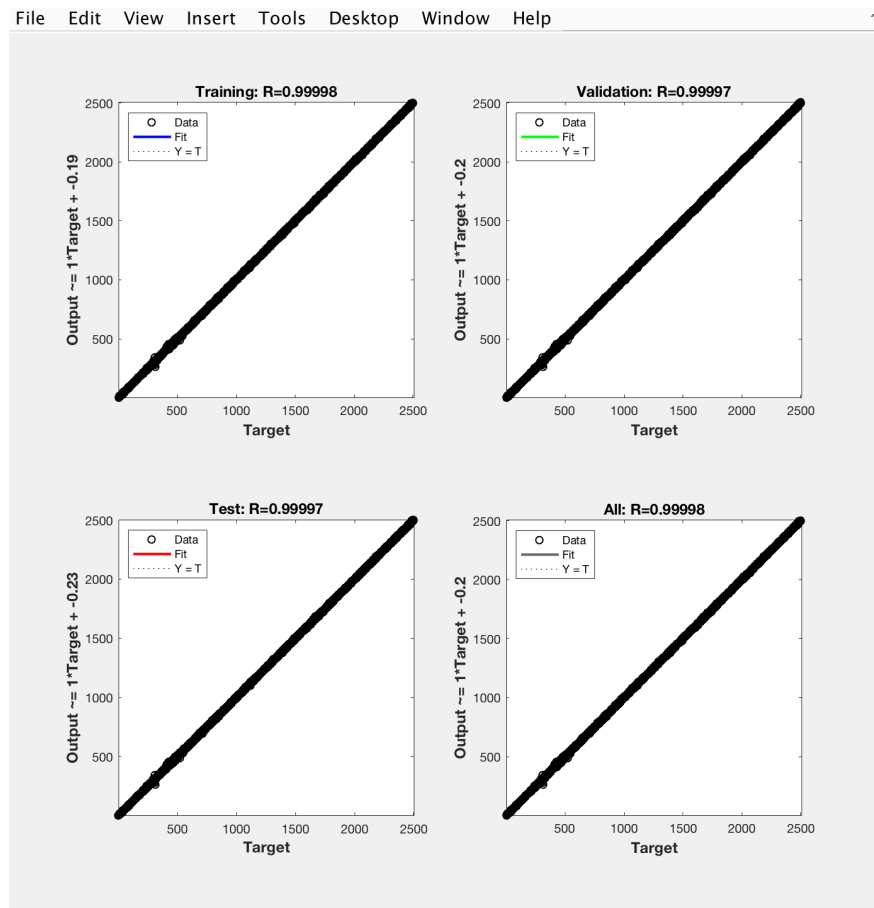 File Edit View Insert Tools Desktop Window Help
Training: R=0.99998
Output ~= 1*Target + -0.19
2500
2000
1500
1000
500
Data
Fit
Y = T
500 1000 1500 2000 2500
Target
Validation: R=0.99997
Output ~= 1*Target + -0.2
2500
2000
1500
1000
500
Data
Fit
Y = T
500 1000 1500 2000 2500
Target
Test: R=0.99997
Output ~= 1*Target + -0.23
2500
2000
1500
1000
500
Data
Fit
Y = T
500 1000 1500 2000 2500
Target
All: R=0.99998
Output ~= 1*Target + -0.2
2500
2000
1500
1000
500
Data
Fit
Y = T
500 1000 1500 2000 2500
Target